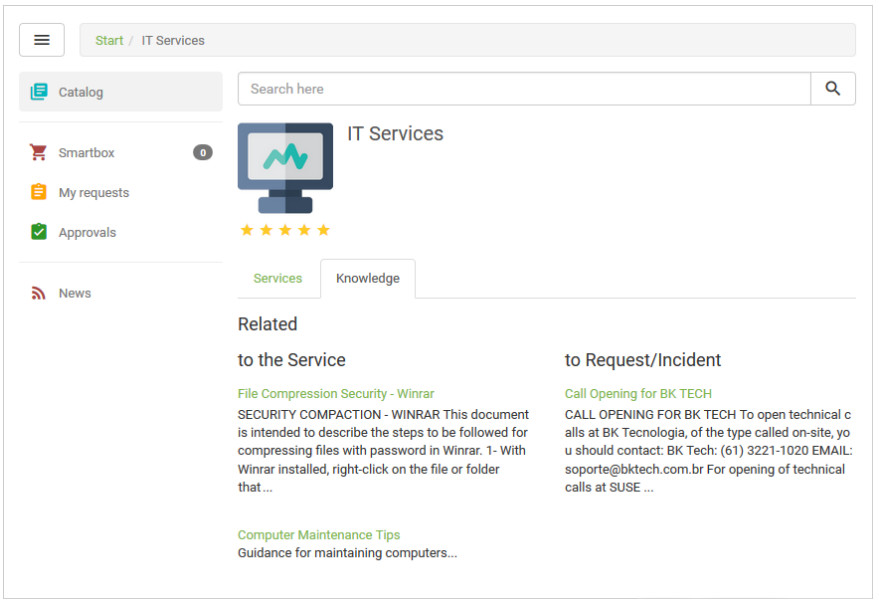 Start / IT Services
Catalog
Search here
IT Services
Smartbox 0
My requests
Approvals
News
Services Knowledge
Related
to the Service
File Compression Security - Winrar
SECURITY COMPACTION - WINRAR This document
is intended to describe the steps to be followed for
compressing files with password in Winrar. 1- With
Winrar installed, right-click on the file or folder
that ...
Computer Maintenance Tips
Guidance for maintaining computers...
to Request/Incident
Call Opening for BK TECH
CALL OPENING FOR BK TECH To open technical c
alls at BK Tecnologia, of the type called on-site, yo
u should contact: BK Tech: (61) 3221-1020 EMAIL:
soporte@bktech.com.br For opening of technical
calls at SUSE ...